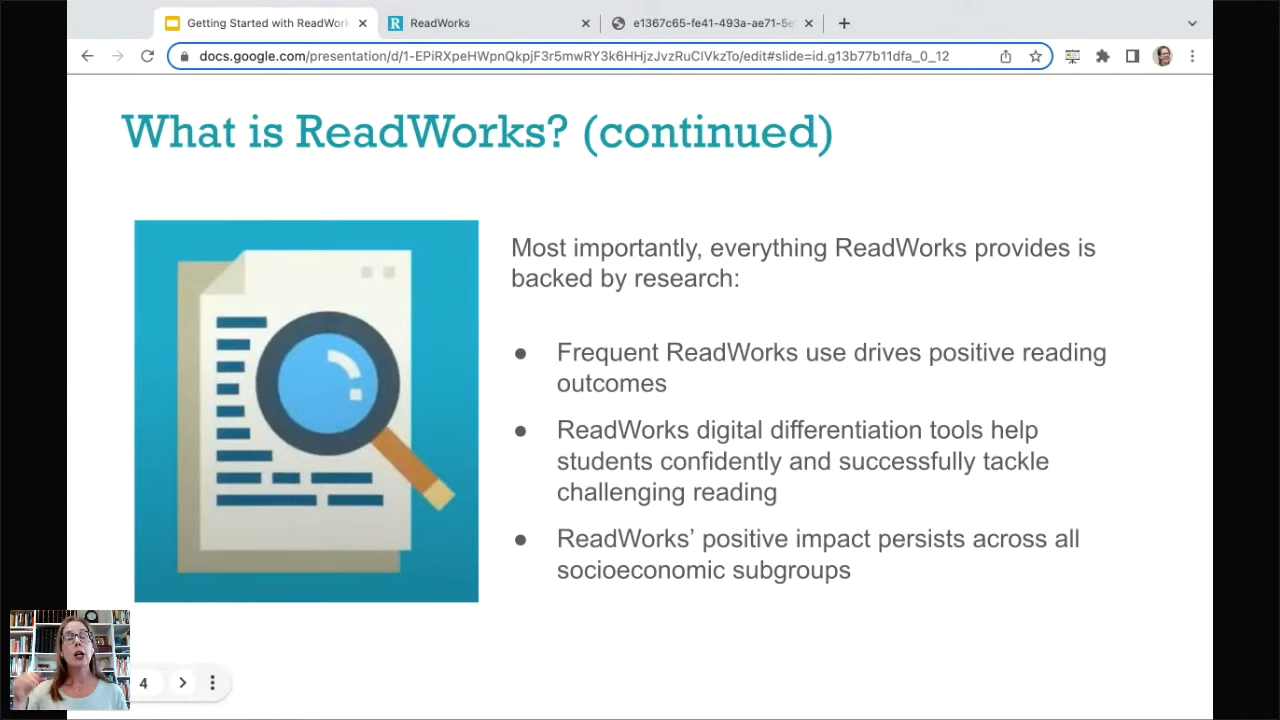 Getting Started with ReadWork
ReadWorks
e1367c65-fe41-493a-ae71-5e
docs.google.com/presentation/d/1-EPiRXpeHWpnQkpjF3r5mwRY3k6HHjzJvzRuClVkzTo/edit#slide=id.g13b77b11dfa_0_12
What is ReadWorks? (continued)
Most importantly, everything ReadWorks provides is
backed by research:
● Frequent ReadWorks use drives positive reading
outcomes
● ReadWorks digital differentiation tools help
students confidently and successfully tackle
challenging reading
● ReadWorks’ positive impact persists across all
socioeconomic subgroups
4